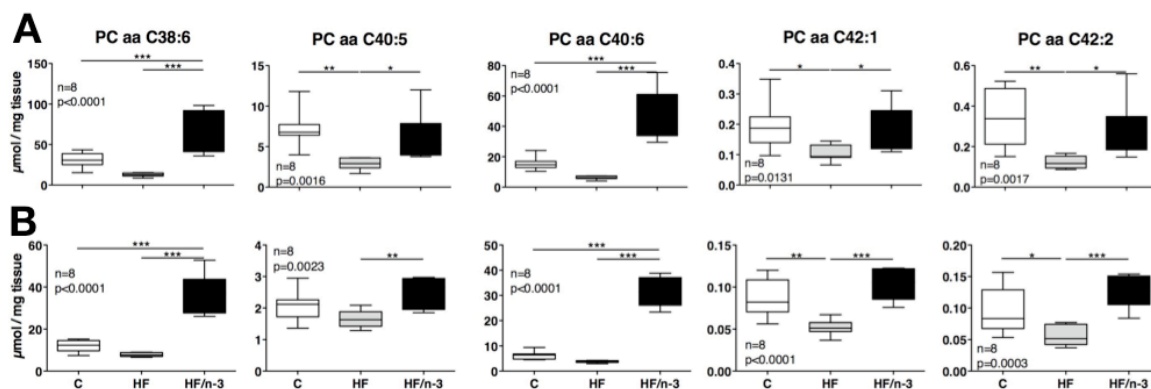 A
PC aa C38:6
PC aa C40:5
PC aa C40:6
PC aa C42:1
PC aa C42:2
µmol / mg tissue
150
100
50
0
n=8
p<0.0001
***
***
15
10
5
0
n=8
p=0.0016
**
*
80
60
40
20
0
n=8
p<0.0001
***
***
0.4
0.3
0.2
0.1
0.0
n=8
p=0.0131
*
*
0.6
0.4
0.2
0.0
n=8
p=0.0017
**
*
B
µmol / mg tissue
60
40
20
0
n=8
p<0.0001
***
***
C
HF
HF/n-3
4
3
2
1
0
n=8
p=0.0023
**
C
HF
HF/n-3
50
40
30
20
10
0
n=8
p<0.0001
***
***
C
HF
HF/n-3
0.15
0.10
0.05
0.00
n=8
p<0.0001
**
***
C
HF
HF/n-3
0.20
0.15
0.10
0.05
0.00
n=8
p=0.0003
*
***
C
HF
HF/n-3